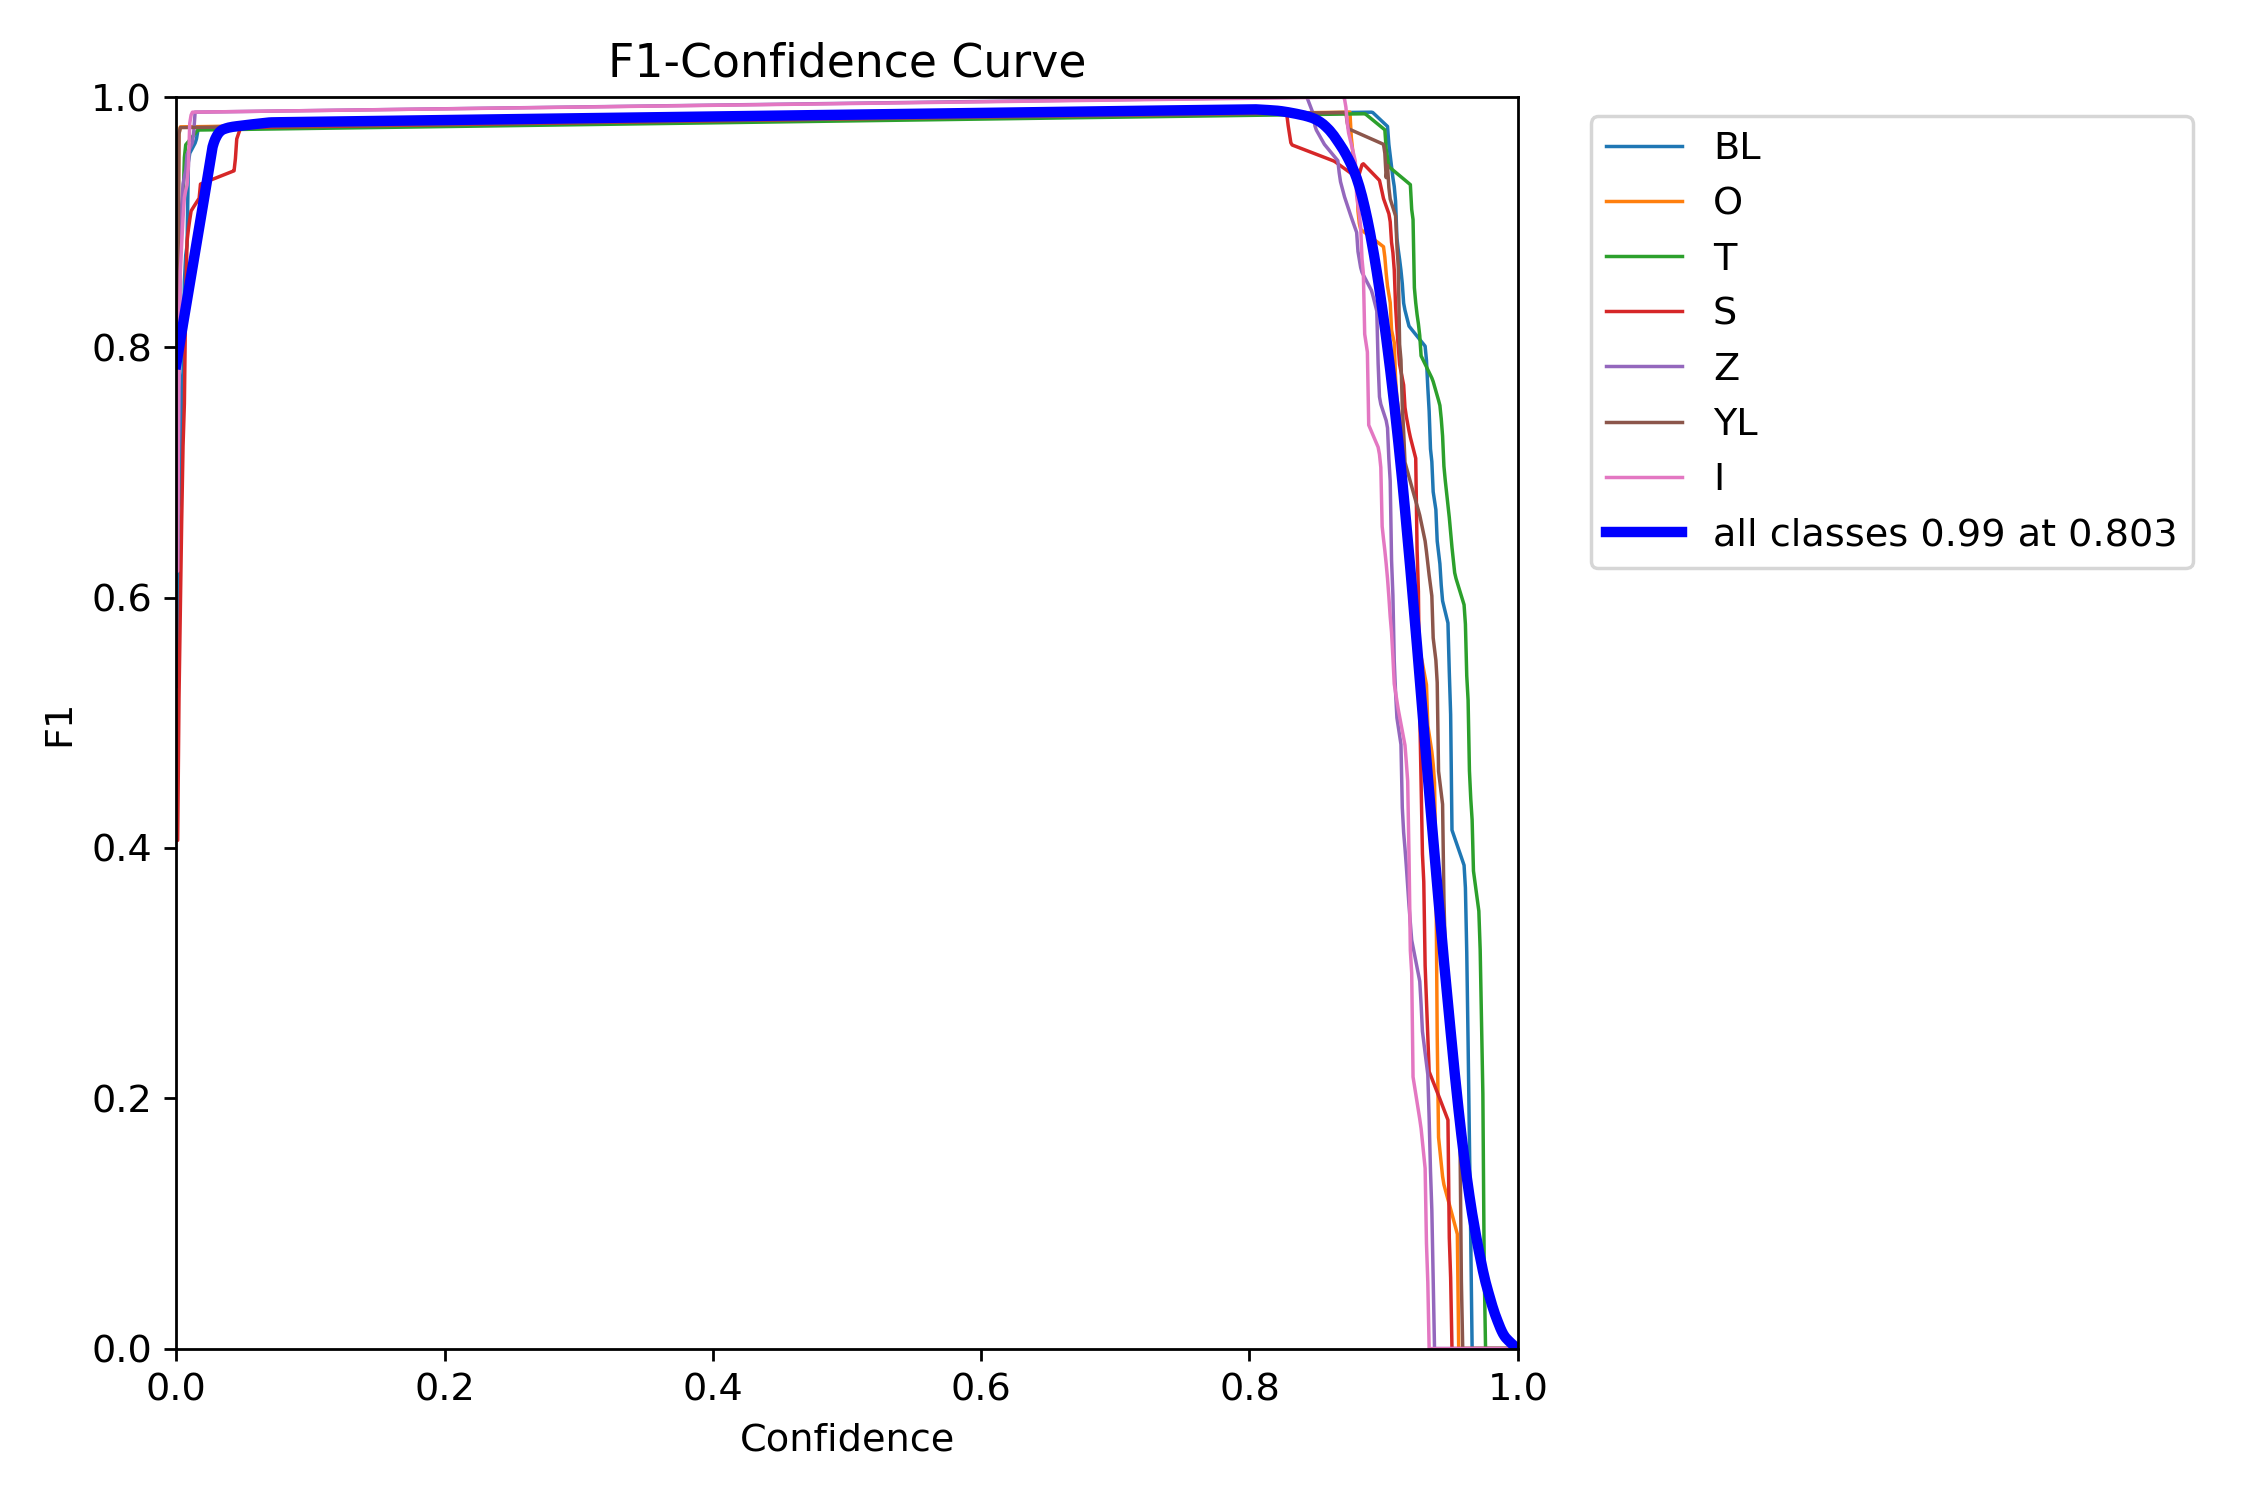 F1-Confidence Curve
1.0
0.8
0.6
0.4
0.2
0.0
F1
0.0 0.2 0.4 0.6 0.8 1.0
Confidence
BL
O
T
S
Z
YL
I
all classes 0.99 at 0.803